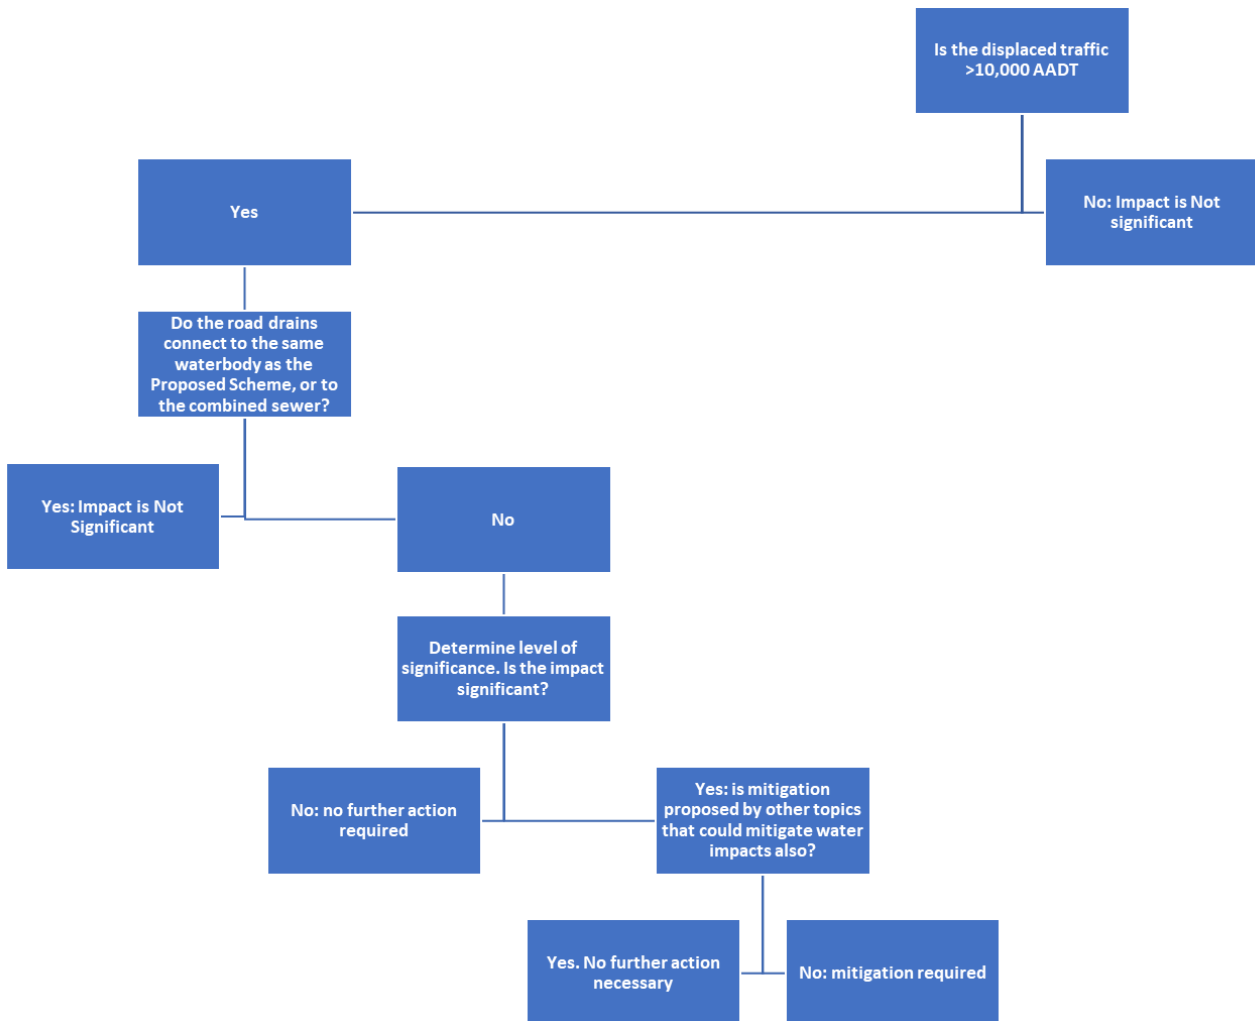 Is the displaced traffic
>10,000 AADT
Yes
No: Impact is Not
significant
Do the road drains
connect to the same
waterbody as the
Proposed Scheme, or to
the combined sewer?
Yes: Impact is Not
Significant
No
Determine level of
significance. Is the impact
significant?
No: no further action
required
Yes: is mitigation
proposed by other topics
that could mitigate water
impacts also?
Yes. No further action
necessary
No: mitigation required